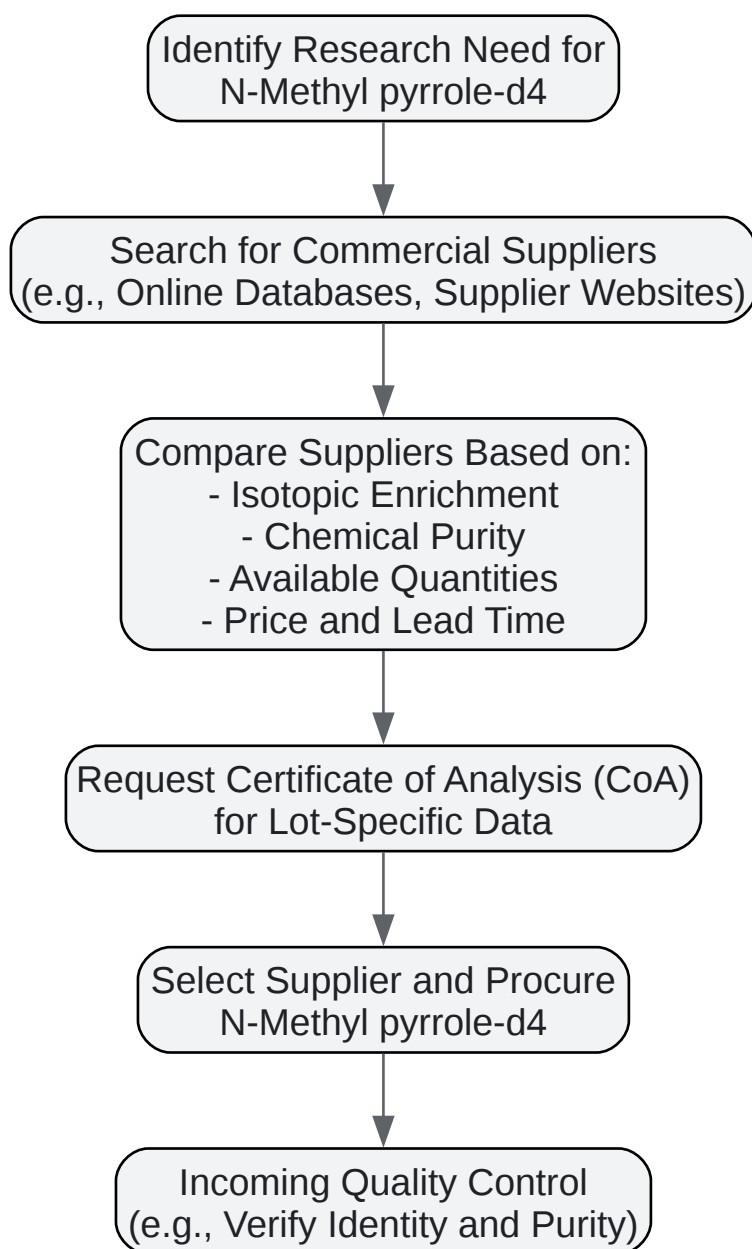 Identify Research Need for
N-Methyl pyrrole-d4
Search for Commercial Suppliers
(e.g., Online Databases, Supplier Websites)
Compare Suppliers Based on:
- Isotopic Enrichment
- Chemical Purity
- Available Quantities
- Price and Lead Time
Request Certificate of Analysis (CoA)
for Lot-Specific Data
Select Supplier and Procure
N-Methyl pyrrole-d4
Incoming Quality Control
(e.g., Verify Identity and Purity)